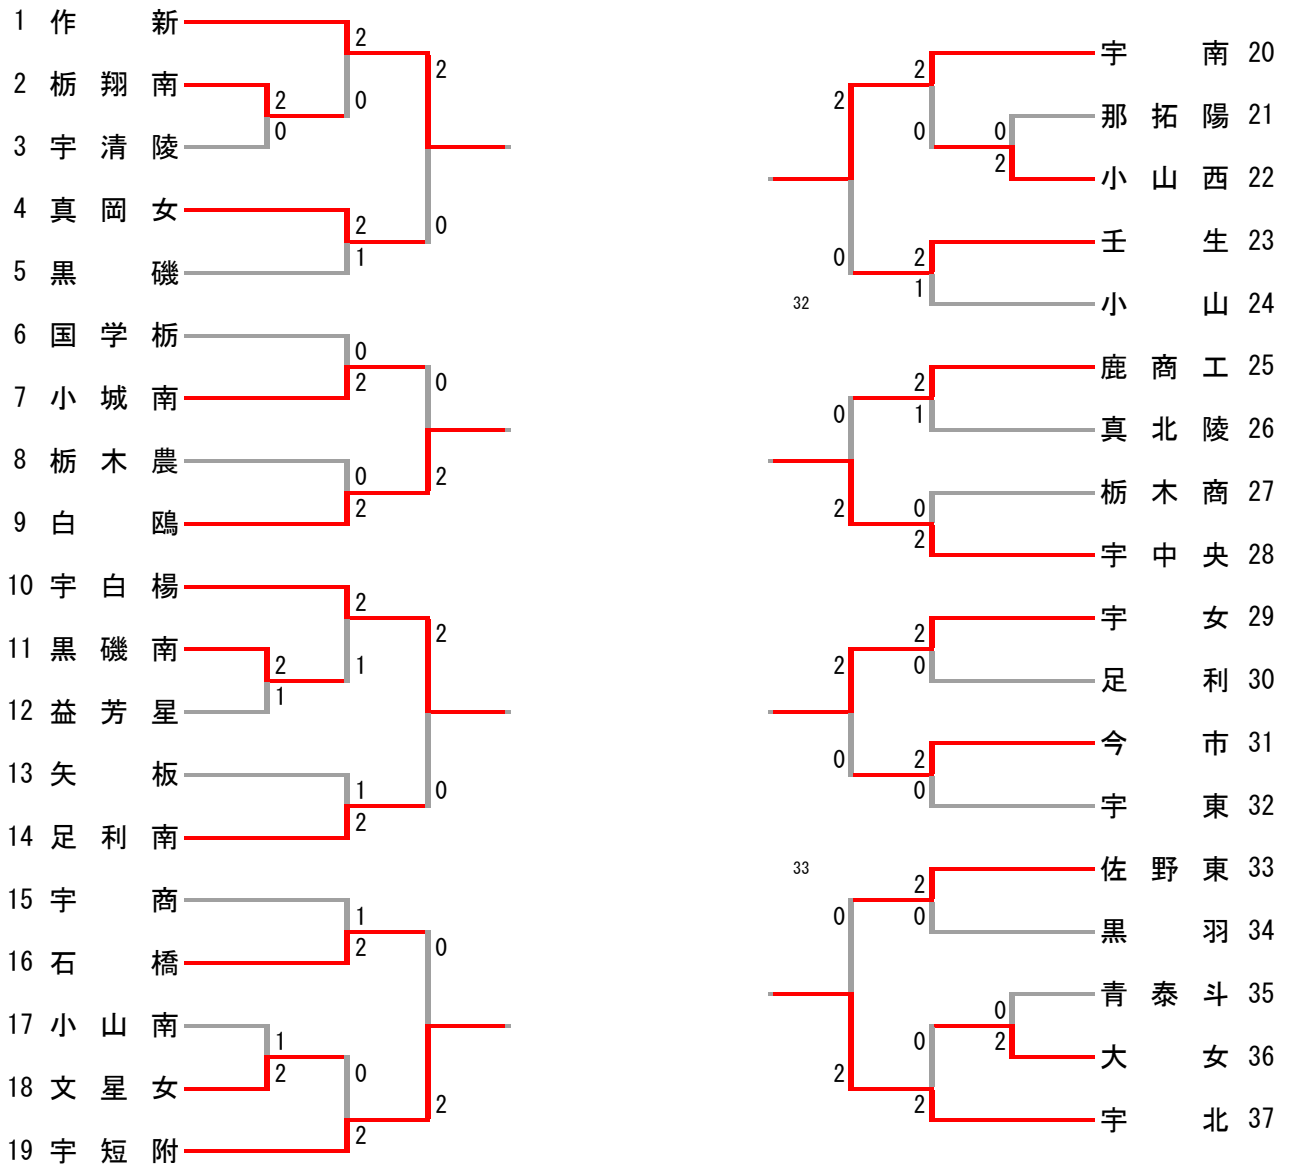 1 作新
2 栃翔南
3 宇清陵
4 真岡女
5 黒磯
6 国学栃
7 小城南
8 栃木農
9 白鴎
10 宇白楊
11 黒磯南
12 益芳星
13 矢板
14 足利南
15 宇商
16 石橋
17 小山南
18 文星女
19 宇短附
2
2
2
0
0
2
0
1
0
0
2
0
2
2
0
2
2
2
1
1
1
0
2
1
0
2
1
2
0
2
2
宇南 20
那拓陽 21
小山西 22
壬生 23
小山 24
鹿商工 25
真北陵 26
栃木商 27
宇中央 28
宇女 29
足利 30
今市 31
宇東 32
佐野東 33
黒羽 34
青泰斗 35
大女 36
宇北 37
2
2
0
0
2
0
2
1
32
2
0
1
0
2
2
2
2
0
0
2
0
33
2
0
0
0
0
2
2
2